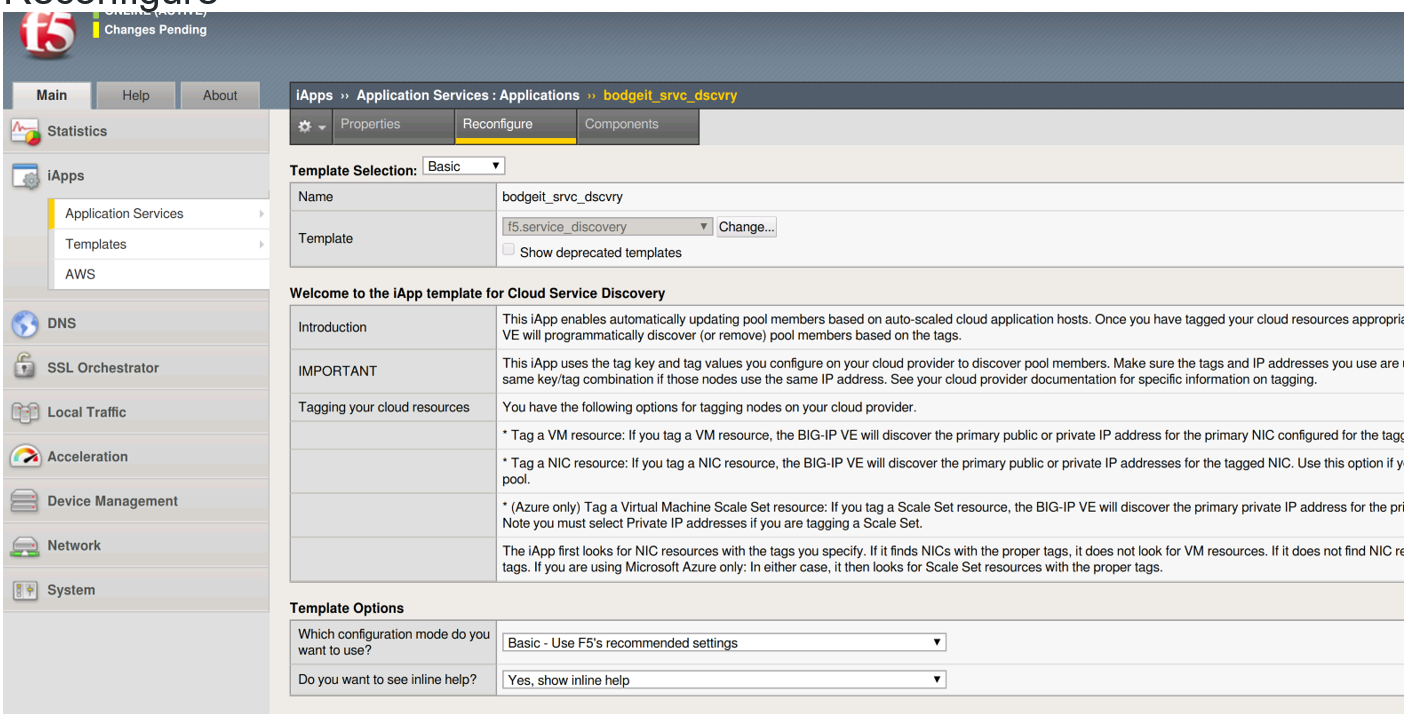 Reconfigure
f5
ONLINE (ACTIVE)
Changes Pending
Main Help About
iApps ›› Application Services : Applications ›› bodgeit_srvc_dscvry
Properties Reconfigure Components
Statistics
iApps
Application Services
Templates
AWS
DNS
SSL Orchestrator
Local Traffic
Acceleration
Device Management
Network
System
Template Selection: Basic
Name bodgeit_srvc_dscvry
Template f5.service_discovery Change...
Show deprecated templates
Welcome to the iApp template for Cloud Service Discovery
Introduction This iApp enables automatically updating pool members based on auto-scaled cloud application hosts. Once you have tagged your cloud resources
VE will programmatically discover (or remove) pool members based on the tags.
IMPORTANT This iApp uses the tag key and tag values you configure on your cloud provider to discover pool members. Make sure the tags and IP addresses you use are
same key/tag combination if those nodes use the same IP address. See your cloud provider documentation for specific information on tagging.
Tagging your cloud resources You have the following options for tagging nodes on your cloud provider.
* Tag a VM resource: If you tag a VM resource, the BIG-IP VE will discover the primary public or private IP address for the primary NIC configured for the
* Tag a NIC resource: If you tag a NIC resource, the BIG-IP VE will discover the primary public or private IP addresses for the tagged NIC. Use this option if
pool.
* (Azure only) Tag a Virtual Machine Scale Set resource: If you tag a Scale Set resource, the BIG-IP VE will discover the primary private IP address for the
Note you must select Private IP addresses if you are tagging a Scale Set.
The iApp first looks for NIC resources with the tags you specify. If it finds NICs with the proper tags, it does not look for VM resources. If it does not find NIC
tags. If you are using Microsoft Azure only: In either case, it then looks for Scale Set resources with the proper tags.
Template Options
Which configuration mode do you
want to use? Basic - Use F5's recommended settings
Do you want to see inline help? Yes, show inline help